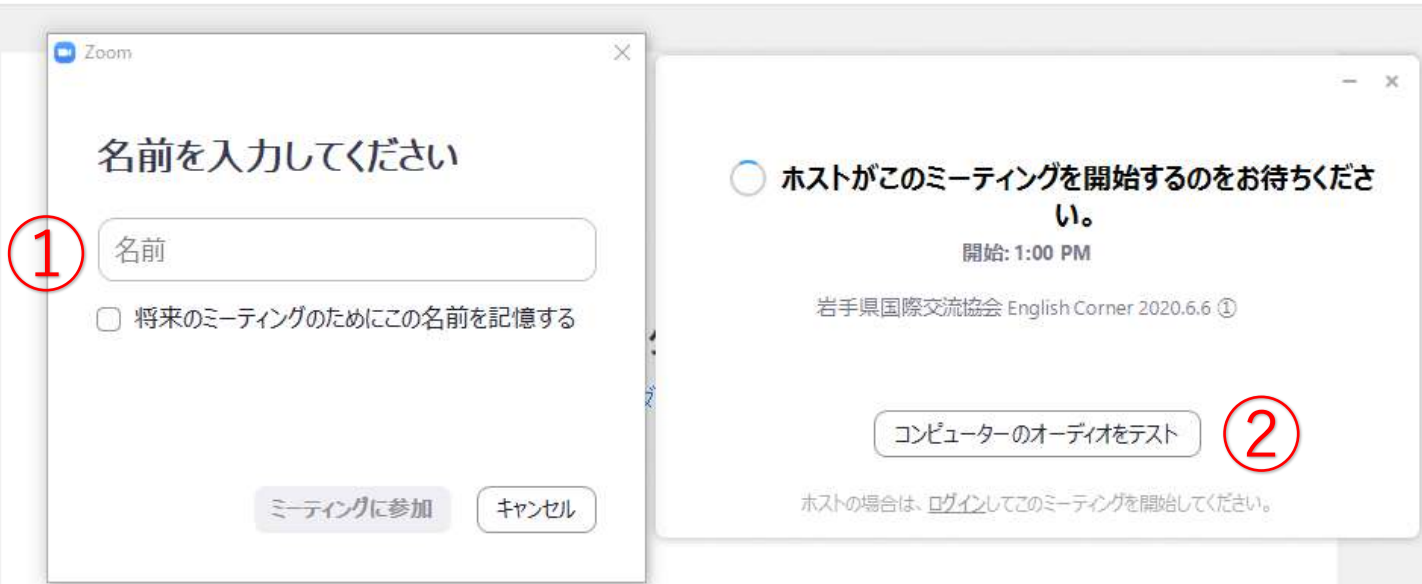 Zoom
名前を入力してください
①
名前
将来のミーティングのためにこの名前を記憶する
ミーティングに参加
キャンセル
ホストがこのミーティングを開始するのをお待ちくださ
い。
開始: 1:00 PM
岩手県国際交流協会 English Corner 2020.6.6 ①
コンピューターのオーディオをテスト
②
ホストの場合は、ログインしてこのミーティングを開始してください。